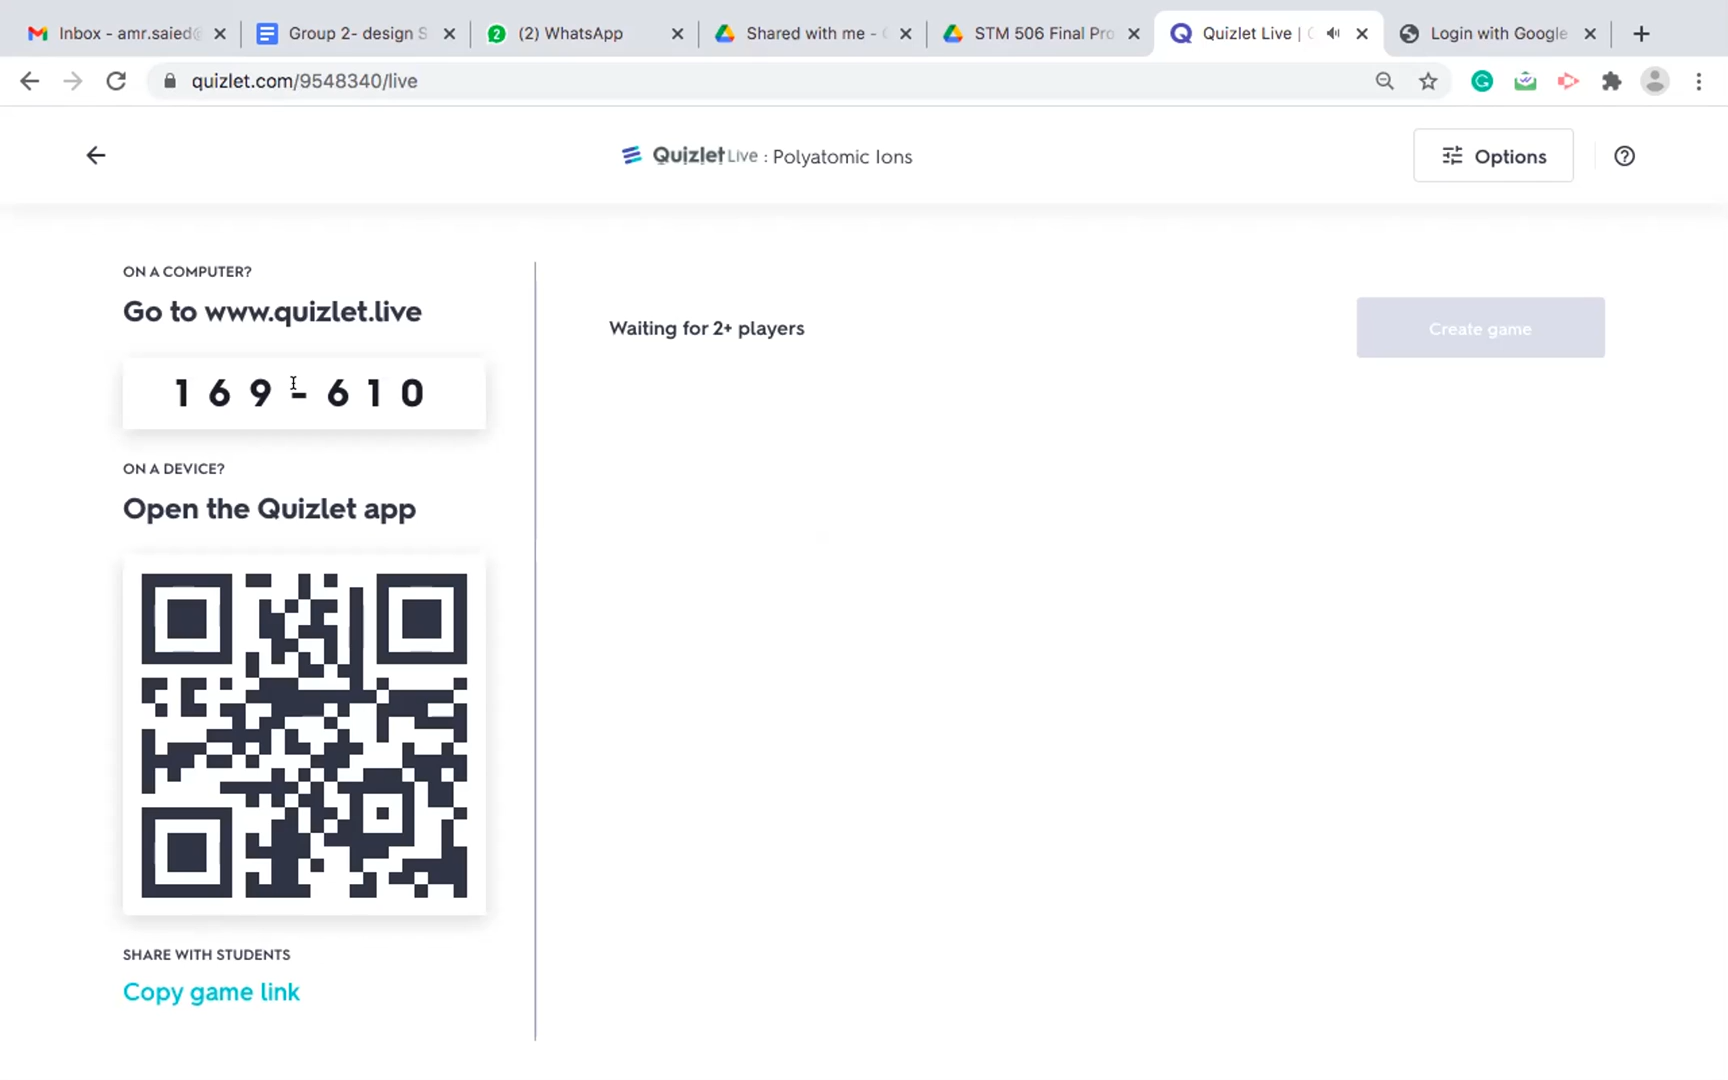 Inbox - amr.saied
Group 2- design S
(2) WhatsApp
Shared with me -
STM 506 Final Pro
Quizlet Live |
Login with Google
quizlet.com/9548340/live
Quizlet Live : Polyatomic Ions
Options
ON A COMPUTER?
Go to www.quizlet.live
169-610
Waiting for 2+ players
Create game
ON A DEVICE?
Open the Quizlet app
SHARE WITH STUDENTS
Copy game link